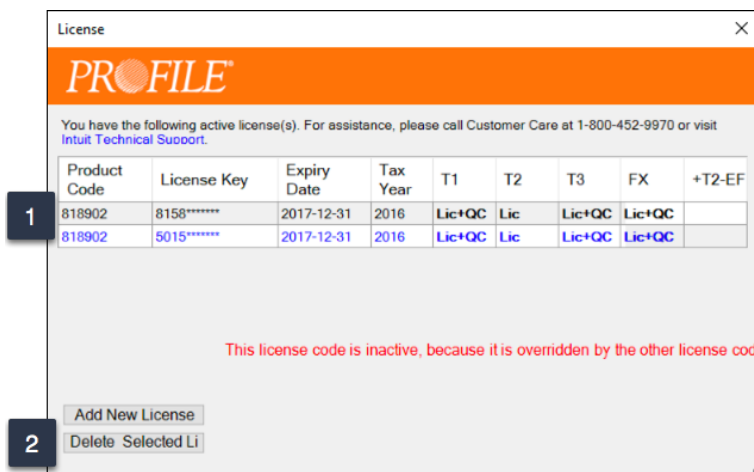 License
PROFILE
You have the following active license(s). For assistance, please call Customer Care at 1-800-452-9970 or visit
Intuit Technical Support.
Product Code License Key Expiry Date Tax Year T1 T2 T3 FX +T2-EF
1
818902 8158******* 2017-12-31 2016 Lic+QC Lic Lic+QC Lic+QC
818902 5015******* 2017-12-31 2016 Lic+QC Lic Lic+QC Lic+QC
This license code is inactive, because it is overridden by the other license cod
Add New License
2
Delete Selected Li